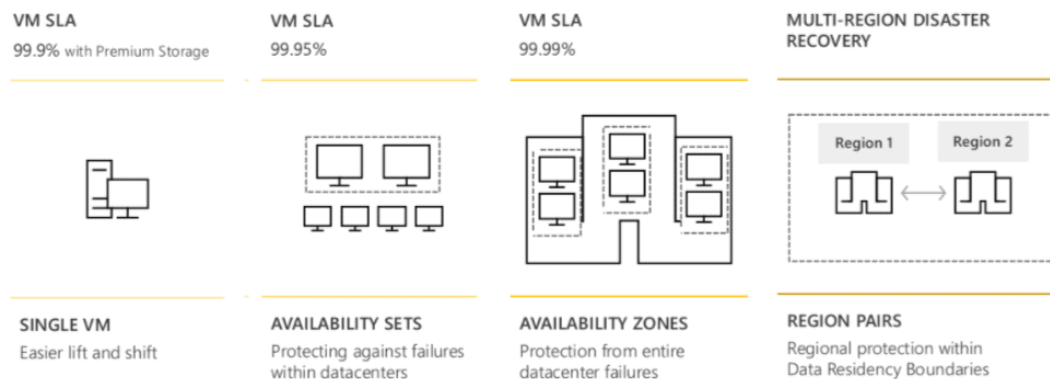 VM SLA
99.9% with Premium Storage
VM SLA
99.95%
VM SLA
99.99%
MULTI-REGION DISASTER
RECOVERY
Region 1
Region 2
SINGLE VM
Easier lift and shift
AVAILABILITY SETS
Protecting against failures
within datacenters
AVAILABILITY ZONES
Protection from entire
datacenter failures
REGION PAIRS
Regional protection within
Data Residency Boundaries